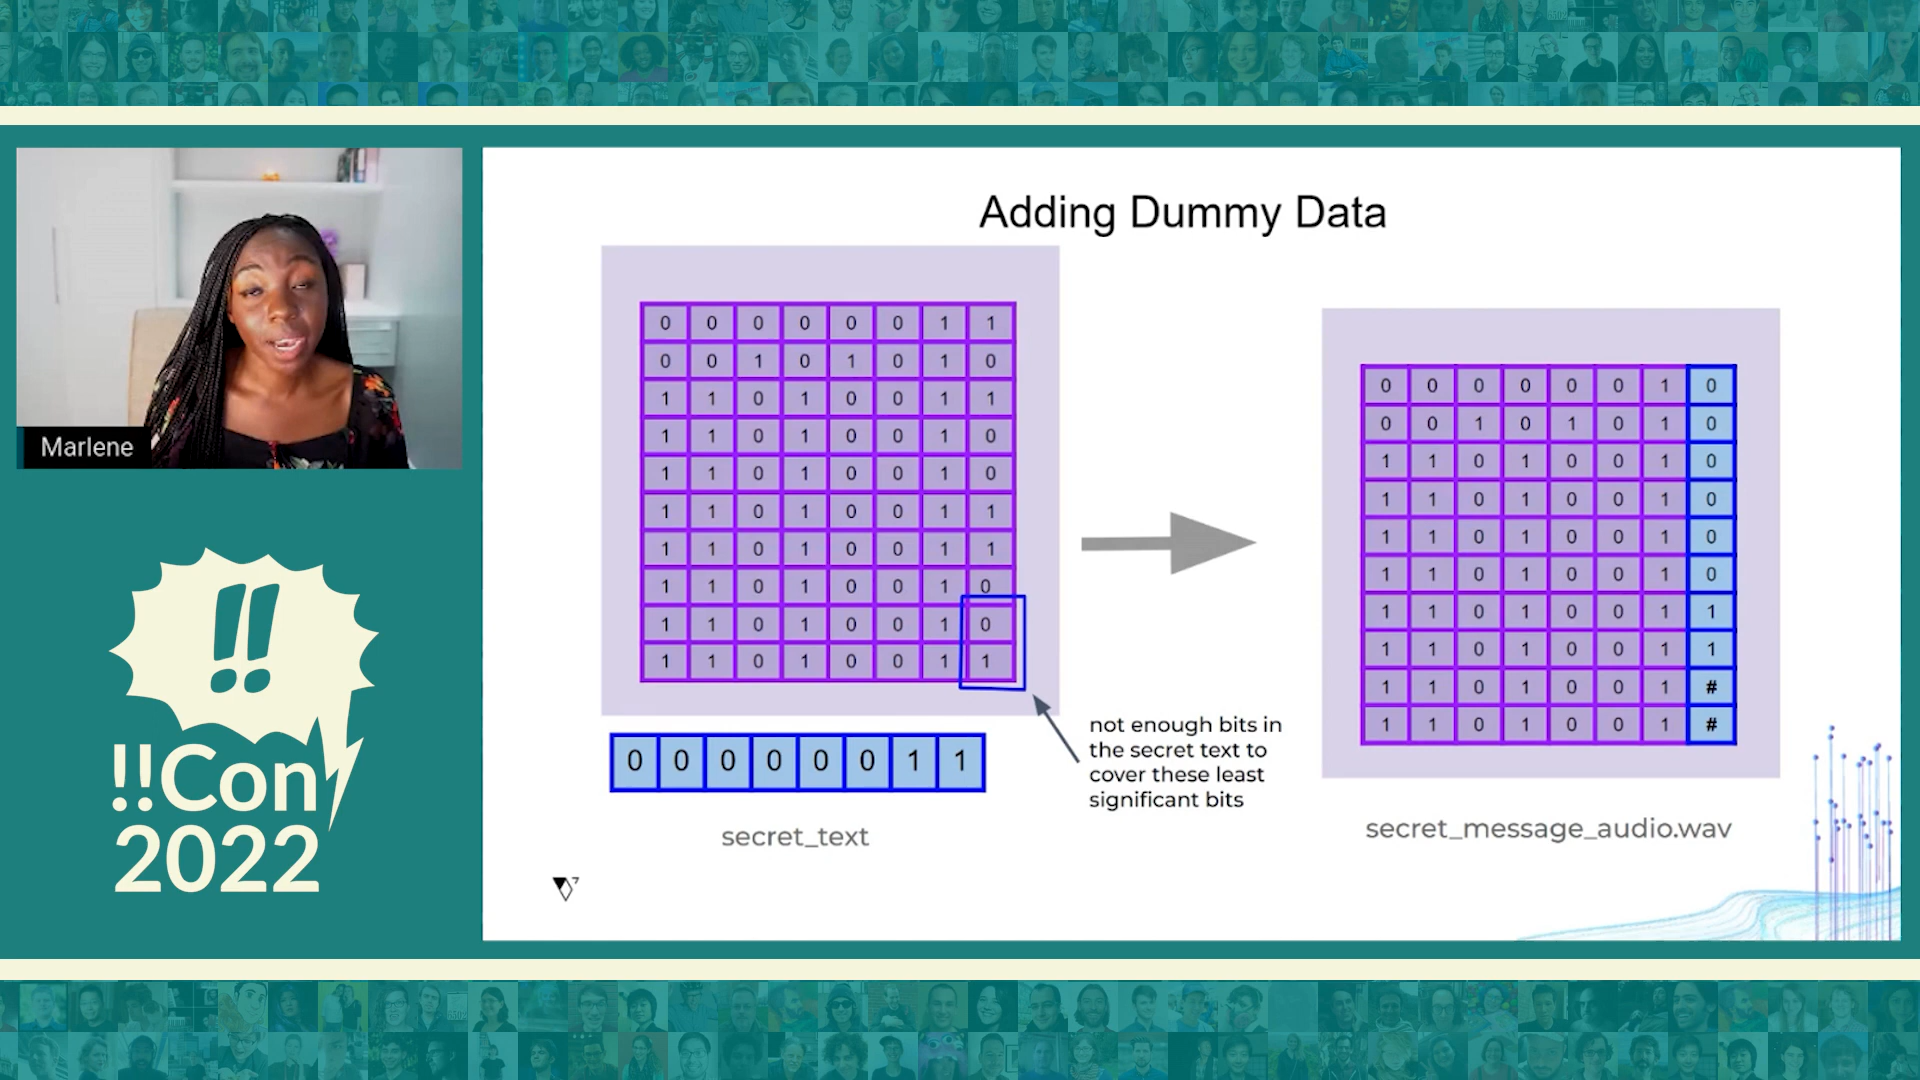 Adding Dummy Data
0 0 0 0 0 0 1 1
0 0 1 0 1 0 1 0
1 1 0 1 0 0 1 1
1 1 0 1 0 0 1 0
1 1 0 1 0 0 1 0
1 1 0 1 0 0 1 1
1 1 0 1 0 0 1 1
1 1 0 1 0 0 1 0
1 1 0 1 0 0 1 0
1 1 0 1 0 0 1 1
0 0 0 0 0 0 1 1
secret_text
not enough bits in
the secret text to
cover these least
significant bits
0 0 0 0 0 0 1 0
0 0 1 0 1 0 1 0
1 1 0 1 0 0 1 0
1 1 0 1 0 0 1 0
1 1 0 1 0 0 1 0
1 1 0 1 0 0 1 0
1 1 0 1 0 0 1 1
1 1 0 1 0 0 1 1
1 1 0 1 0 0 1 #
1 1 0 1 0 0 1 #
secret_message_audio.wav
Marlene
!!
!!Con
2022